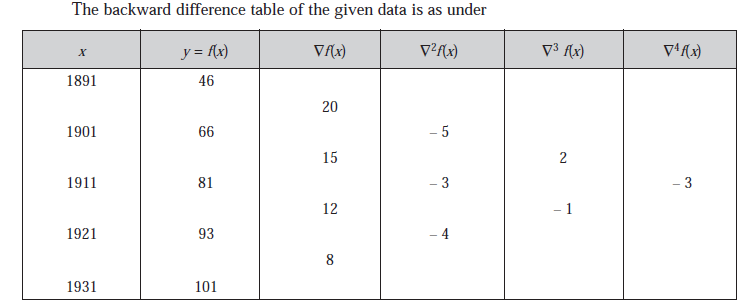 The backward difference table of the given data is as under
x y = f(x) ∇f(x) ∇²f(x) ∇³ f(x) ∇⁴f(x)
1891 46
20
1901 66 – 5
15 2
1911 81 – 3 – 3
12 – 1
1921 93 – 4
8
1931 101